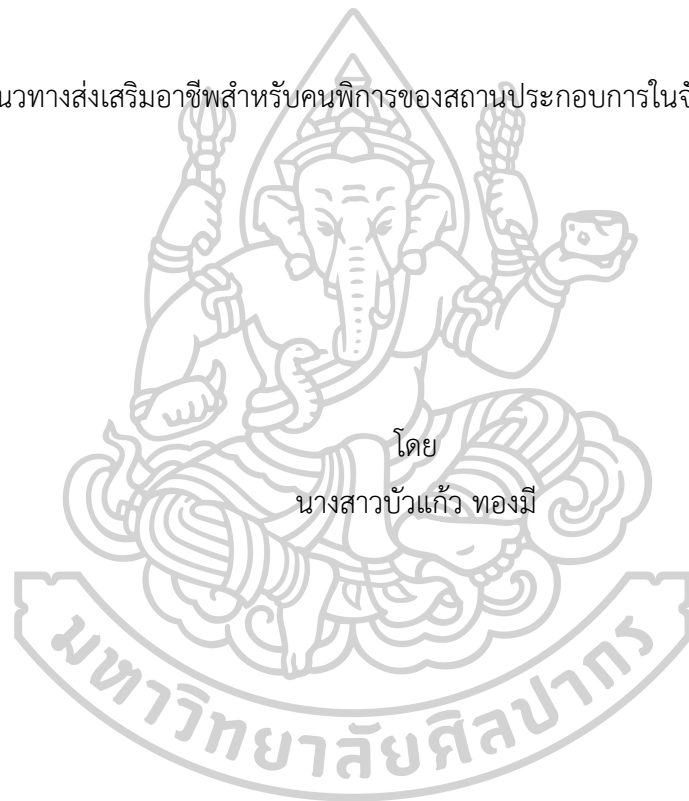 นวทางส่งเสริมอาชีพสำหรับคนพิการของสถานประกอบการใน
โดย
นางสาวบัวแก้ว ทองมี
มหาวิทยาลัยศิลปากร